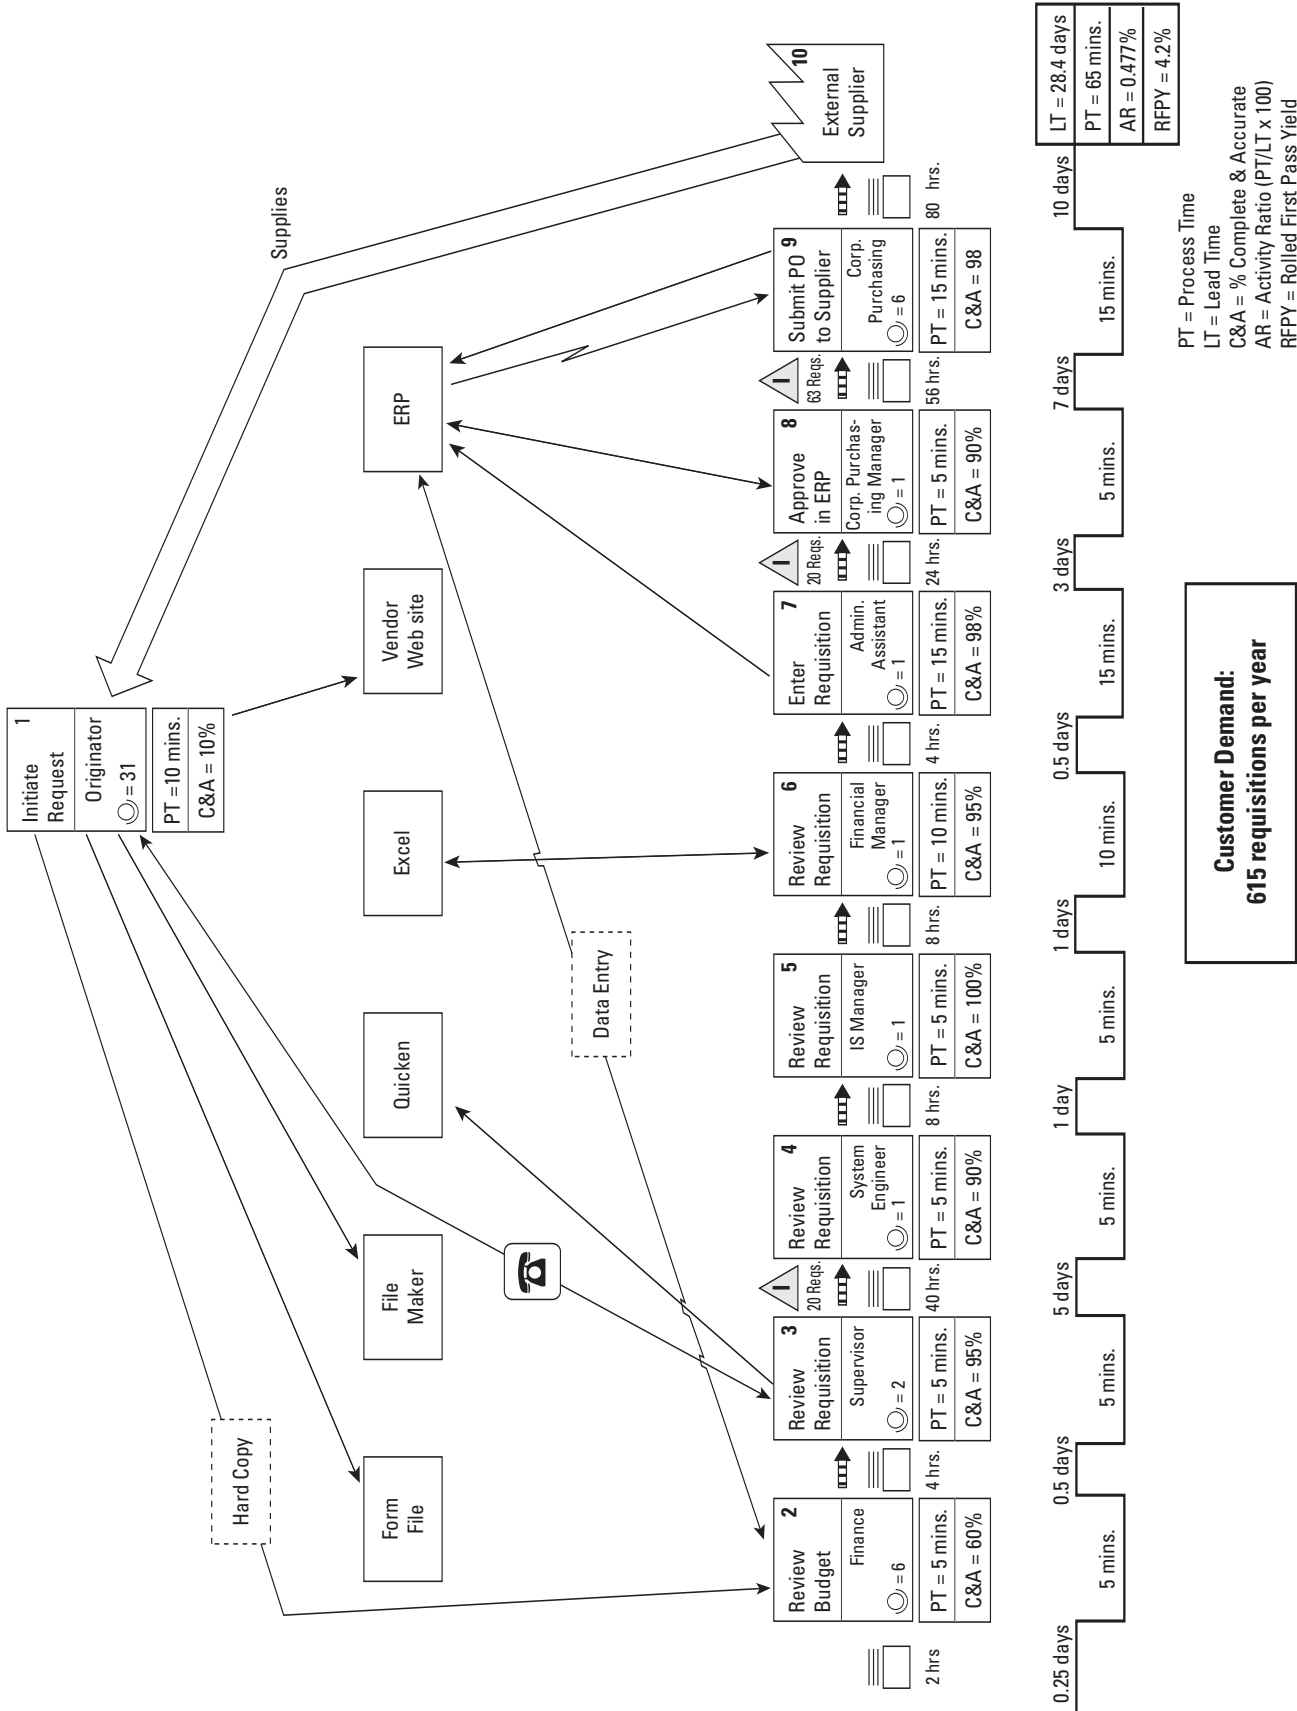 1
Initiate
Request
Originator
= 31
PT =10 mins.
C&A = 10%
Supplies
Hard Copy
Form
File
File
Maker
Quicken
Excel
Vendor
Web site
ERP
Data Entry
2 hrs
2
Review
Budget
Finance
= 6
PT = 5 mins.
C&A = 60%
4 hrs.
3
Review
Requisition
Supervisor
= 2
PT = 5 mins.
C&A = 95%
I
20 Reqs.
40 hrs.
4
Review
Requisition
System
Engineer
= 1
PT = 5 mins.
C&A = 90%
8 hrs.
5
Review
Requisition
IS Manager
= 1
PT = 5 mins.
C&A = 100%
8 hrs.
6
Review
Requisition
Financial
Manager
= 1
PT = 10 mins.
C&A = 95%
4 hrs.
7
Enter
Requisition
Admin.
Assistant
= 1
PT = 15 mins.
C&A = 98%
I
20 Reqs.
24 hrs.
8
Approve
in ERP
Corp. Purchas-
ing Manager
= 1
PT = 5 mins.
C&A = 90%
I
63 Reqs.
56 hrs.
Submit PO 9
to Supplier
Corp.
Purchasing
= 6
PT = 15 mins.
C&A = 98
80 hrs.
10
External
Supplier
0.25 days
5 mins.
0.5 days
5 mins.
5 days
5 mins.
1 day
5 mins.
1 days
10 mins.
0.5 days
15 mins.
3 days
5 mins.
7 days
15 mins.
10 days
LT = 28.4 days
PT = 65 mins.
AR = 0.477%
RFPY = 4.2%
Customer Demand:
615 requisitions per year
PT = Process Time
LT = Lead Time
C&A = % Complete & Accurate
AR = Activity Ratio (PT/LT x 100)
RFPY = Rolled First Pass Yield